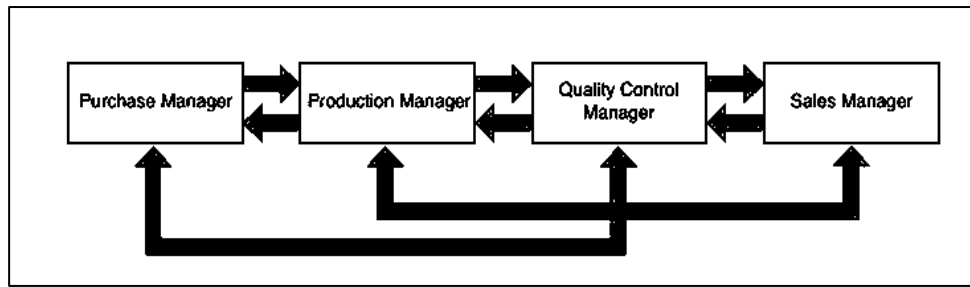 Purchase Manager
Production Manager
Quality Control
Manager
Sales Manager